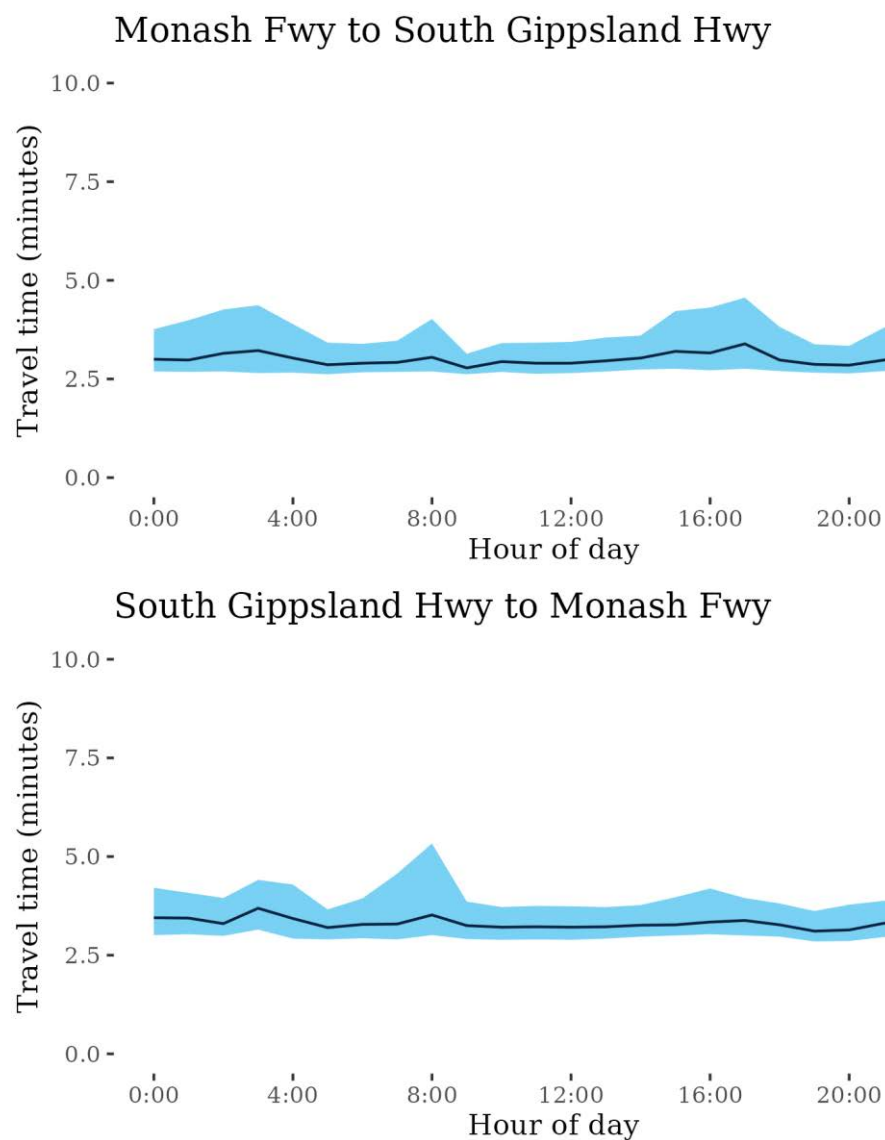 Monash Fwy to South Gippsland Hwy
Travel time (minutes)
10.0
7.5
5.0
2.5
0.0
0:00 4:00 8:00 12:00 16:00 20:00
Hour of day
South Gippsland Hwy to Monash Fwy
Travel time (minutes)
10.0
7.5
5.0
2.5
0.0
0:00 4:00 8:00 12:00 16:00 20:00
Hour of day